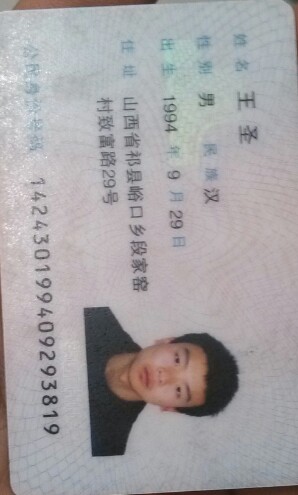 姓名 王圣
性别 男 民族 汉
出生 1994 年 9 月 29 日
住址 山西省祁县峪口乡段家窑
村致富路29号
公民身份号码 142430199409293819